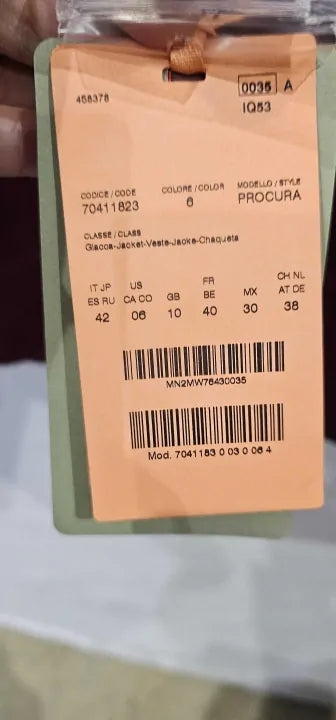 458378
0035 A
IQ53
CODICE / CODE
70411823
COLORE / COLOR
6
MODELLO / STYLE
PROCURA
CLASSE / CLASS
Giacca-Jacket-Veste-Jacke-Chaqueta
IT JP ES RU
42
US CA CO
06
GB
10
FR BE
40
MX
30
CH NL AT DE
38
MN2MW76430035
Mod. 7041183 0 03 0 06 4